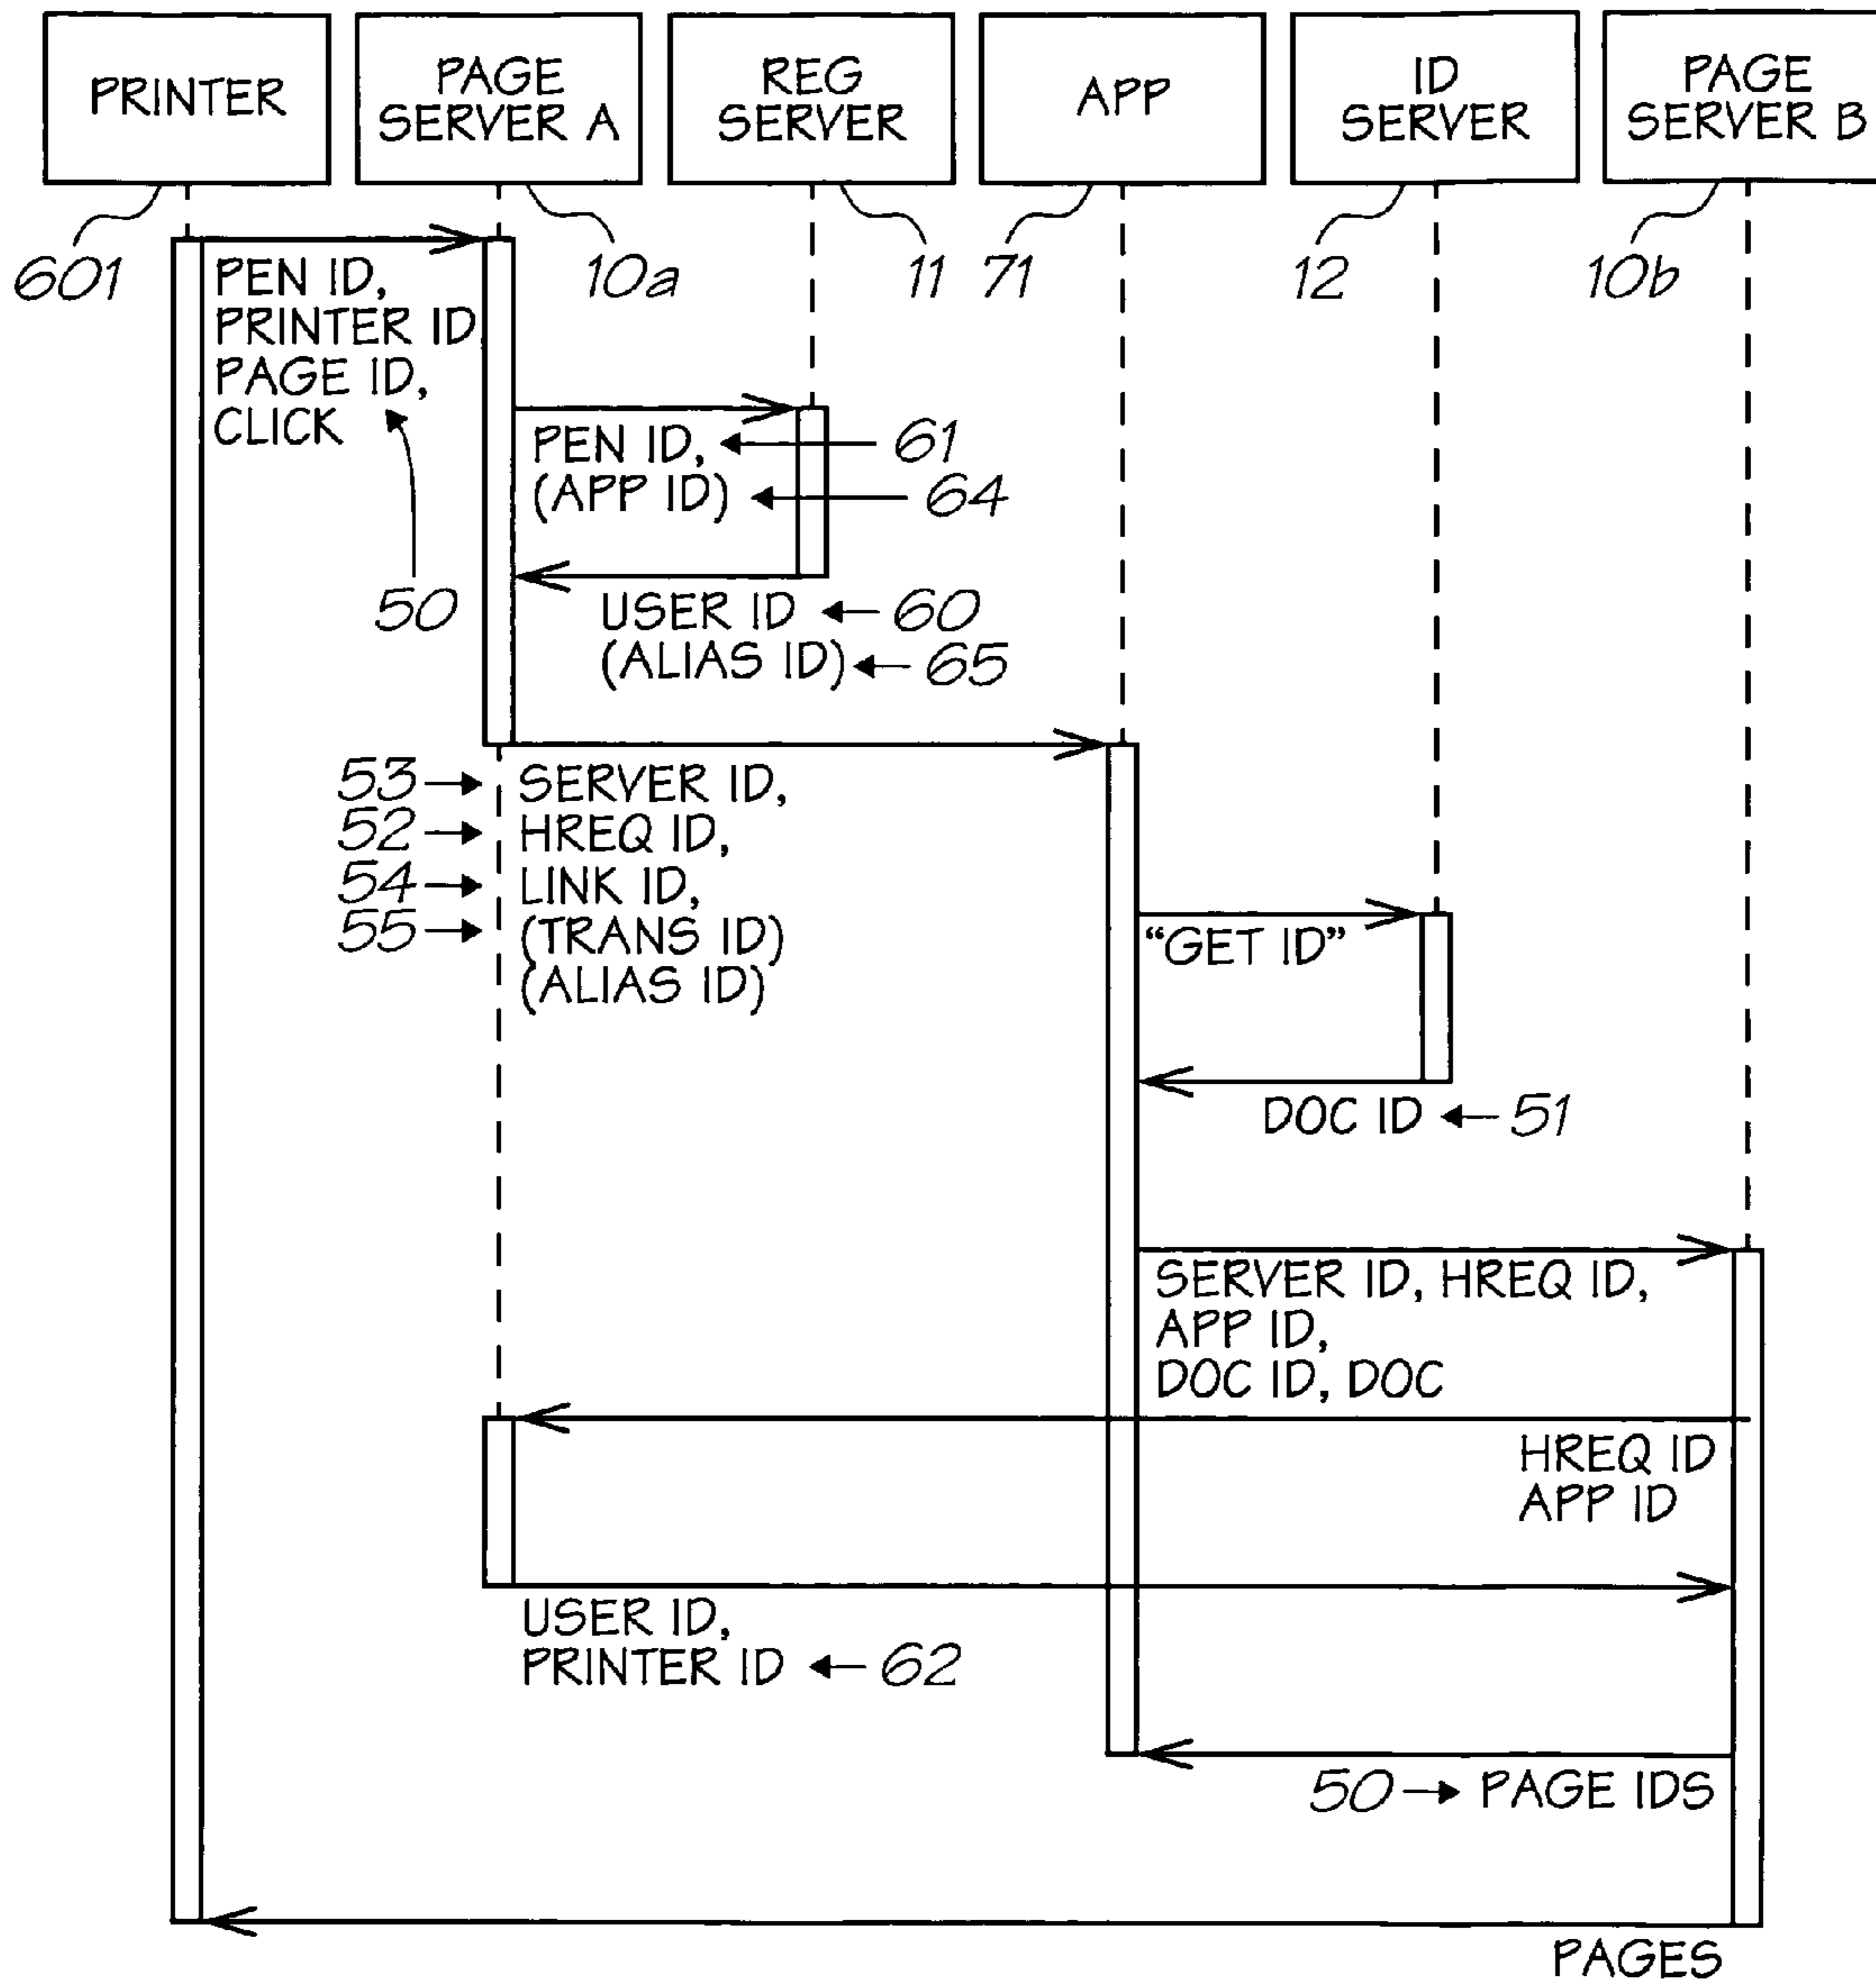 PRINTER
PAGE
SERVER A
REG
SERVER
APP
ID
SERVER
PAGE
SERVER B
601
10a
11
71
12
10b
PEN ID,
PRINTER ID
PAGE ID,
CLICK
50
PEN ID,
(APP ID)
61
64
USER ID
(ALIAS ID)
60
65
53
52
54
55
SERVER ID,
HREQ ID,
LINK ID,
(TRANS ID)
(ALIAS ID)
“GET ID”
DOC ID
51
SERVER ID, HREQ ID,
APP ID,
DOC ID, DOC
HREQ ID
APP ID
USER ID,
PRINTER ID
62
50
PAGE IDS
PAGES